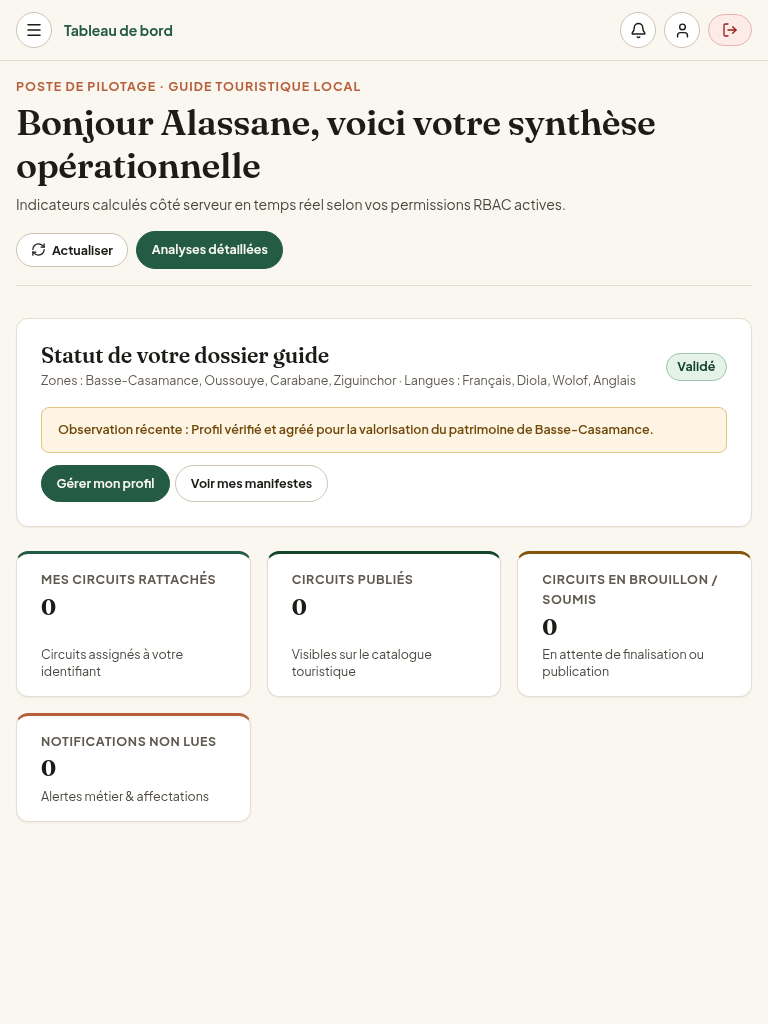 Tableau de bord
POSTE DE PILOTAGE · GUIDE TOURISTIQUE LOCAL
Bonjour Alassane, voici votre synthèse
opérationnelle
Indicateurs calculés côté serveur en temps réel selon vos permissions RBAC actives.
Actualiser
Analyses détaillées
Statut de votre dossier guide
Zones : Basse-Casamance, Oussouye, Carabane, Ziguinchor · Langues : Français, Diola, Wolof, Anglais
Validé
Observation récente : Profil vérifié et agréé pour la valorisation du patrimoine de Basse-Casamance.
Gérer mon profil
Voir mes manifestes
MES CIRCUITS RATTACHÉS
0
Circuits assignés à votre
identifiant
CIRCUITS PUBLIÉS
0
Visibles sur le catalogue
touristique
CIRCUITS EN BROUILLON /
SOUMIS
0
En attente de finalisation ou
publication
NOTIFICATIONS NON LUES
0
Alertes métier & affectations